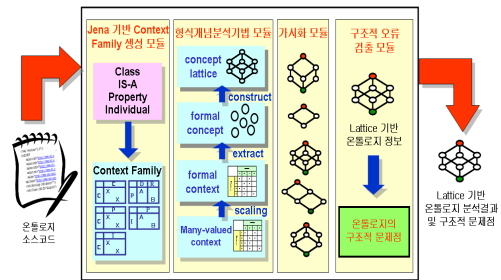 Jena 기반 Context
Family 생성 모듈
Class
IS-A
Property
Individual
Context Family
형식개념분석기법 모듈
concept
lattice
construct
formal
concept
extract
formal
context
scaling
Many-valued
context
가시화 모듈
구조적 오류
검출 모듈
Lattice 기반
온톨로지 정보
온톨로지의
구조적 문제점
온톨로지
소스코드
Lattice 기반
온톨로지 분석결과
및 구조적 문제점